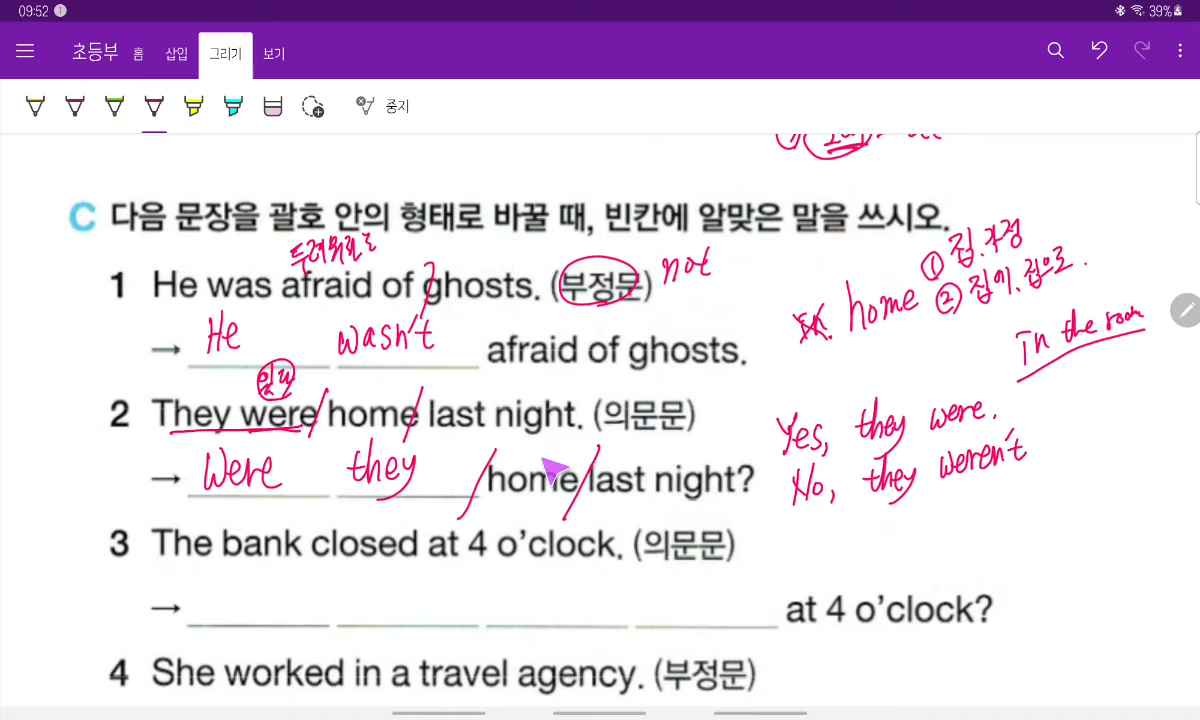 09:52 39%
초등부 홈 삽입 그리기 보기
중지
C 다음 문장을 괄호 안의 형태로 바꿀 때, 빈칸에 알맞은 말을 쓰시오.
1 He was afraid of ghosts. (부정문) not
→ He wasn't afraid of ghosts.
home ① 집.가정
② 집에, 집으로.
In the room
2 They were home last night. (의문문)
→ Were they home last night?
Yes, they were.
No, they weren't
3 The bank closed at 4 o'clock. (의문문)
→ at 4 o'clock?
4 She worked in a travel agency. (부정문)